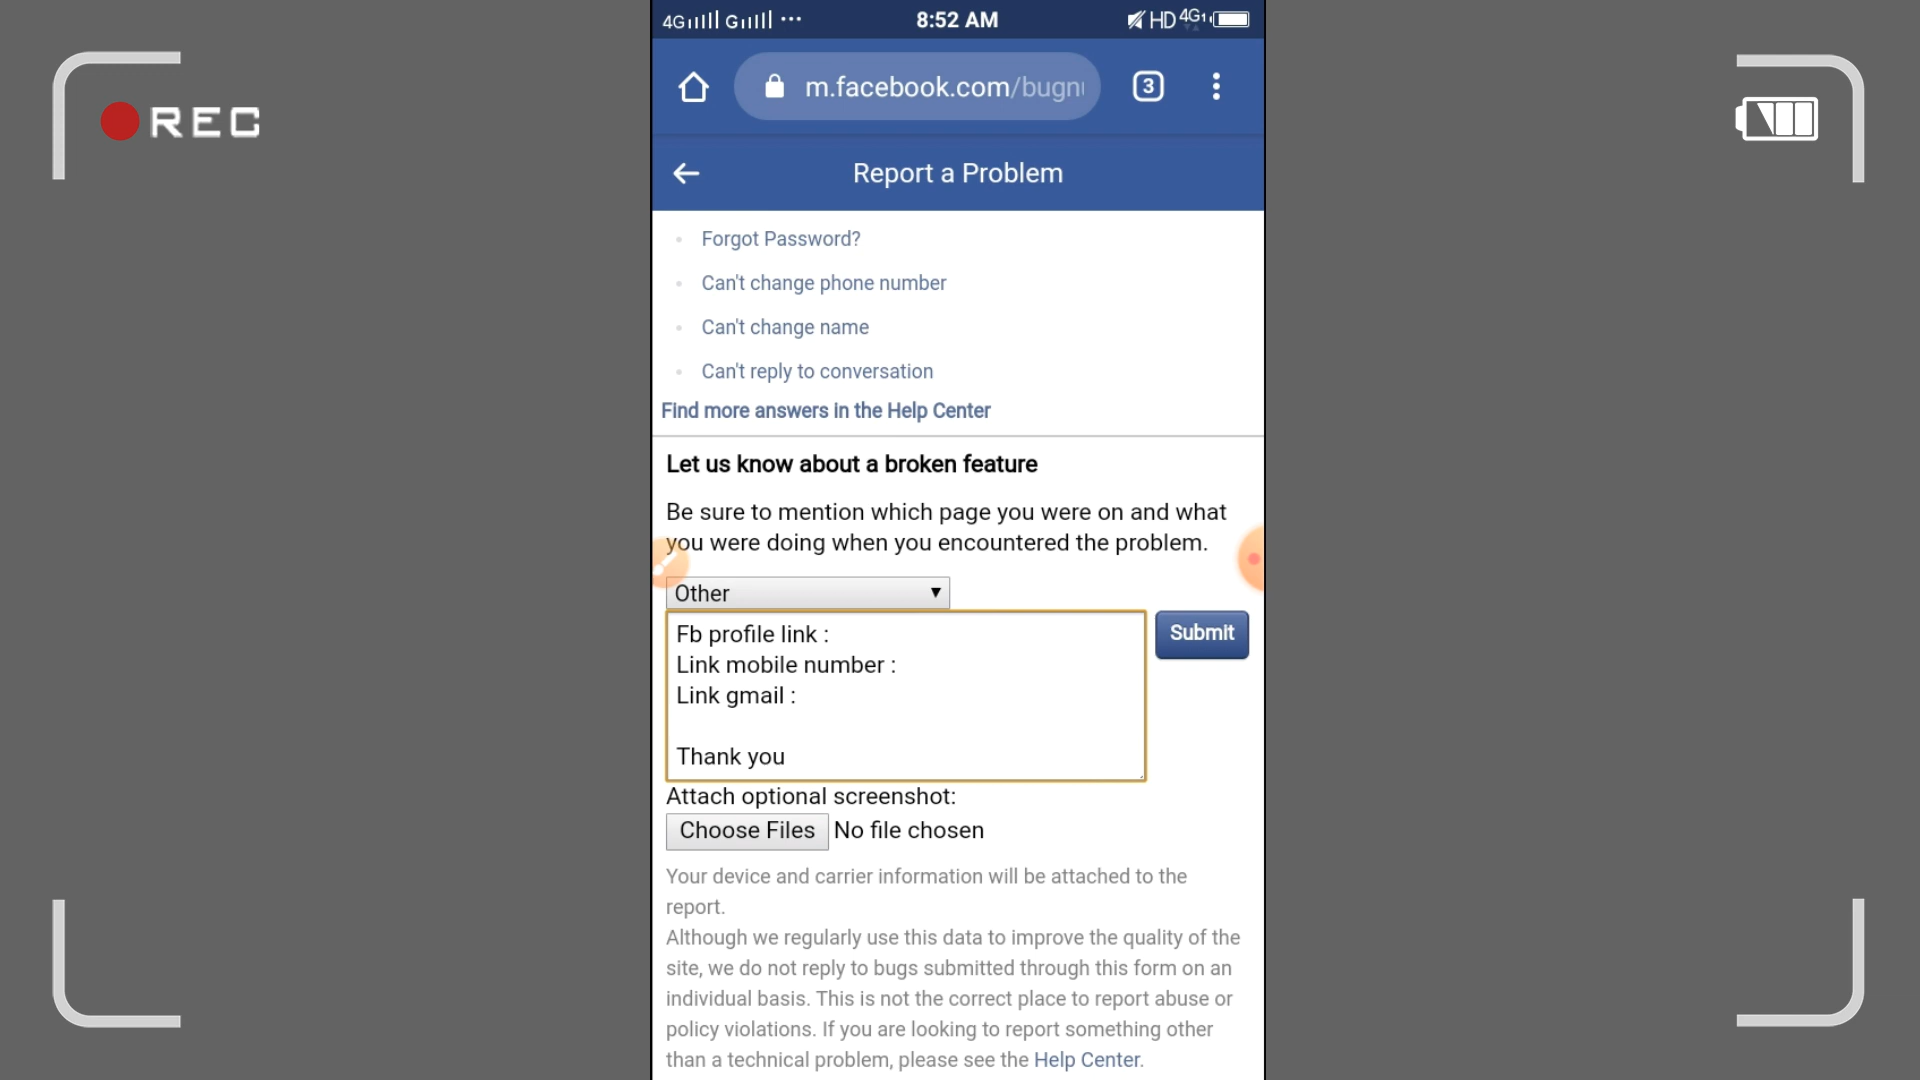 4G G ... 8:52 AM HD 4G
REC
m.facebook.com/bugn 3
Report a Problem
Forgot Password?
Can't change phone number
Can't change name
Can't reply to conversation
Find more answers in the Help Center
Let us know about a broken feature
Be sure to mention which page you were on and what
you were doing when you encountered the problem.
Other
Fb profile link :
Submit
Link mobile number :
Link gmail :
Thank you
Attach optional screenshot:
Choose Files No file chosen
Your device and carrier information will be attached to the
report.
Although we regularly use this data to improve the quality of the
site, we do not reply to bugs submitted through this form on an
individual basis. This is not the correct place to report abuse or
policy violations. If you are looking to report something other
than a technical problem, please see the Help Center.